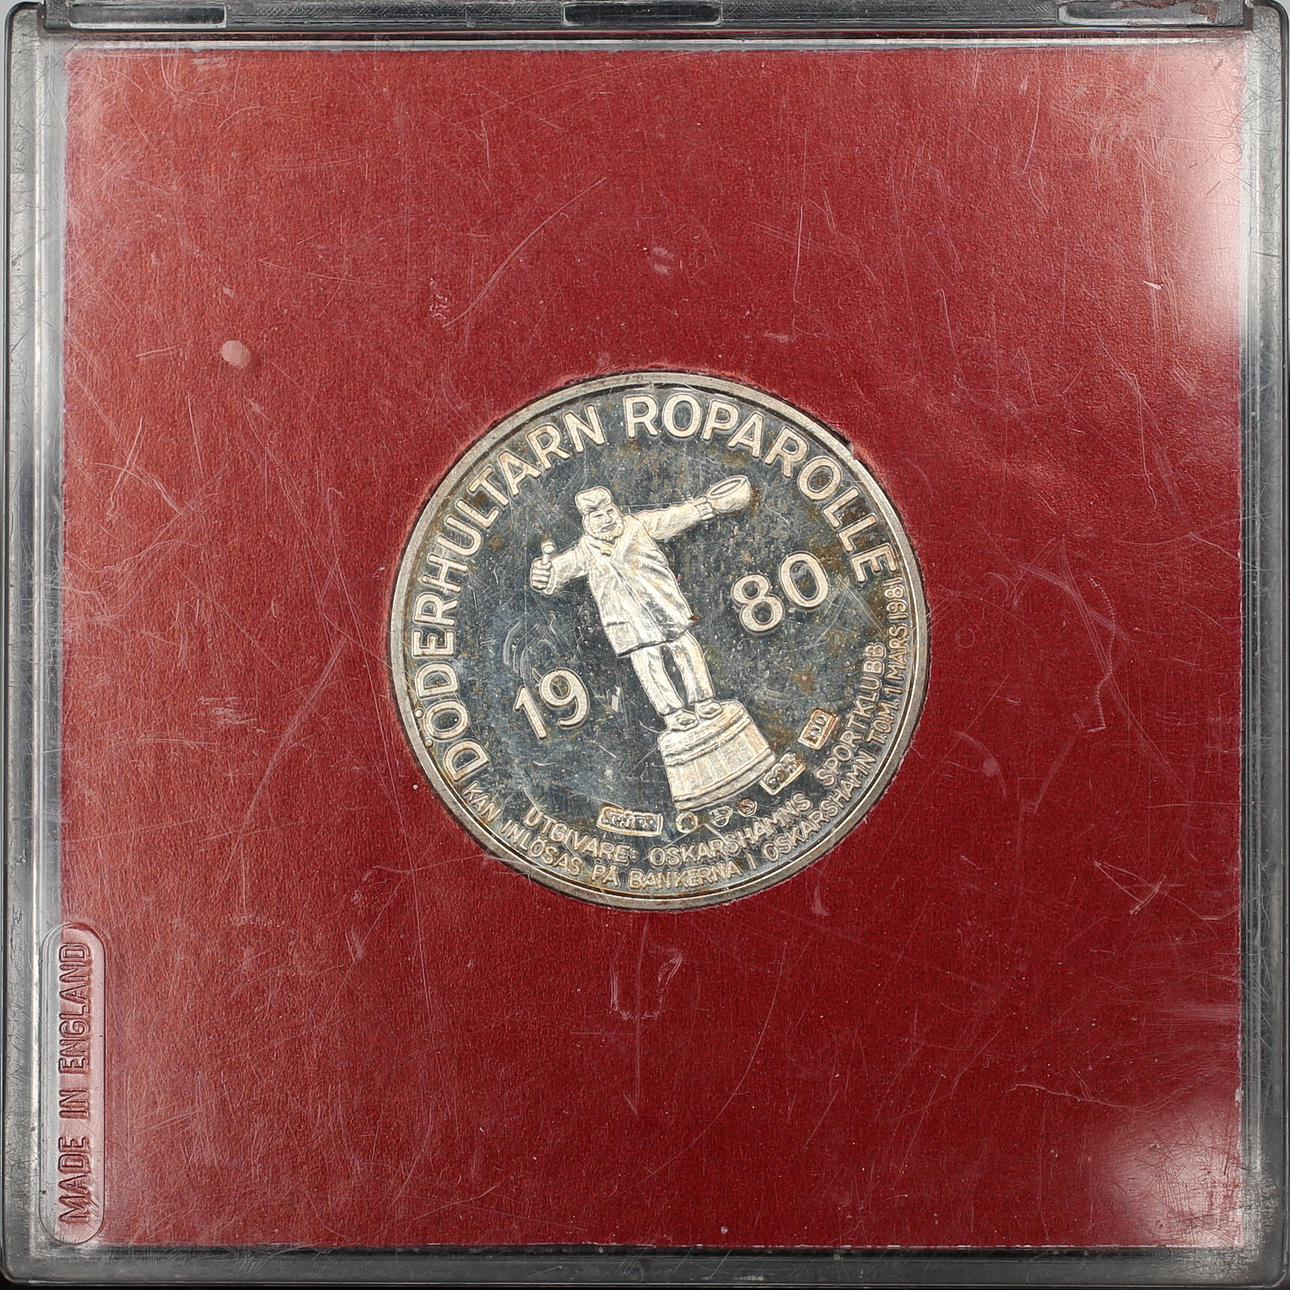 DÖDERHULTARN ROPAROLLE
19 80
UTGIVARE: OSKARSHAMNS SPORTKLUBB
KAN INLÖSAS PÅ BANKERNA I OSKARSHAMN T.O.M. 1 MARS 1981
MADE IN ENGLAND